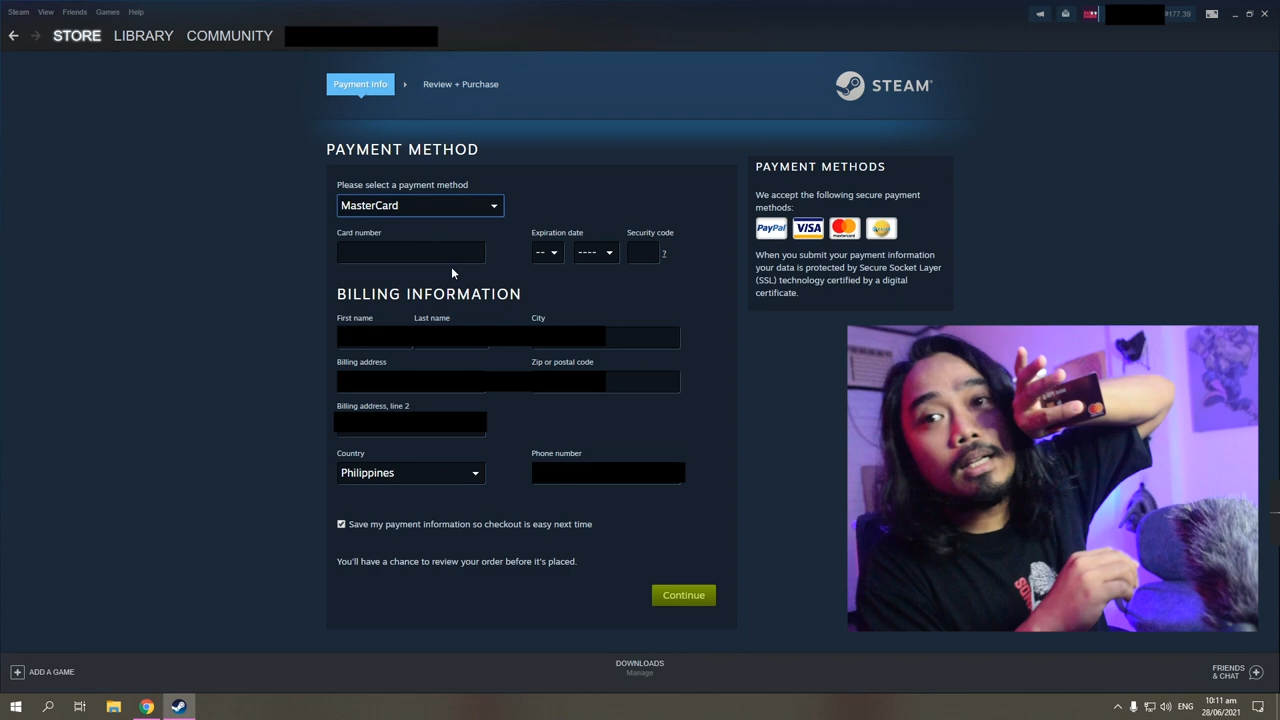 Steam View Friends Games Help
₱177.39
STORE LIBRARY COMMUNITY
Payment Info Review + Purchase
STEAM®
PAYMENT METHOD
Please select a payment method
MasterCard
Card number Expiration date Security code
-- ---- ?
BILLING INFORMATION
First name Last name City
Billing address Zip or postal code
Billing address, line 2
Country Phone number
Philippines
Save my payment information so checkout is easy next time
You'll have a chance to review your order before it's placed.
Continue
PAYMENT METHODS
We accept the following secure payment
methods:
PayPal VISA mastercard
When you submit your payment information
your data is protected by Secure Socket Layer
(SSL) technology certified by a digital
certificate.
ADD A GAME
DOWNLOADS
Manage
FRIENDS
& CHAT
ENG
10:11 am
28/06/2021